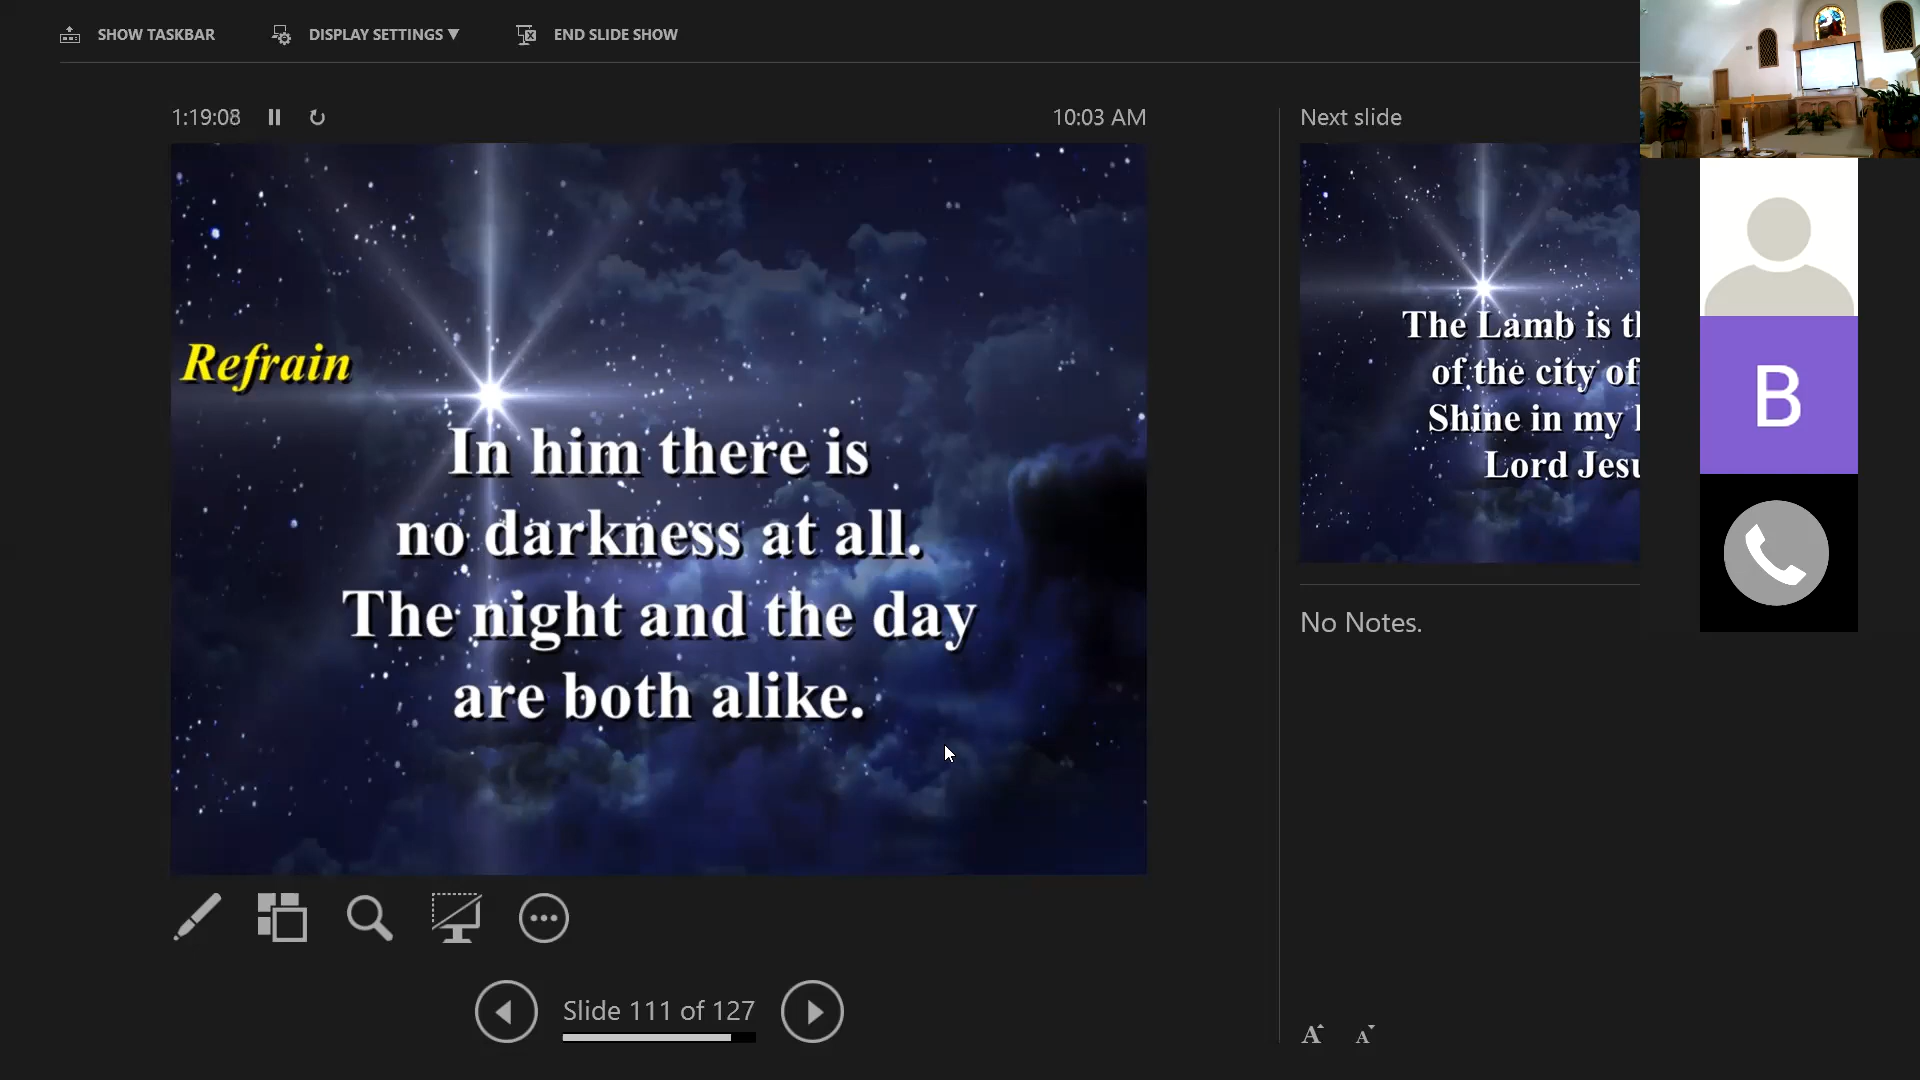 SHOW TASKBAR
DISPLAY SETTINGS ▼
END SLIDE SHOW
1:19:08
10:03 AM
Refrain
In him there is
no darkness at all.
The night and the day
are both alike.
Slide 111 of 127
Next slide
The Lamb is
of the city of
Shine in my
Lord
No Notes.
A
A
B